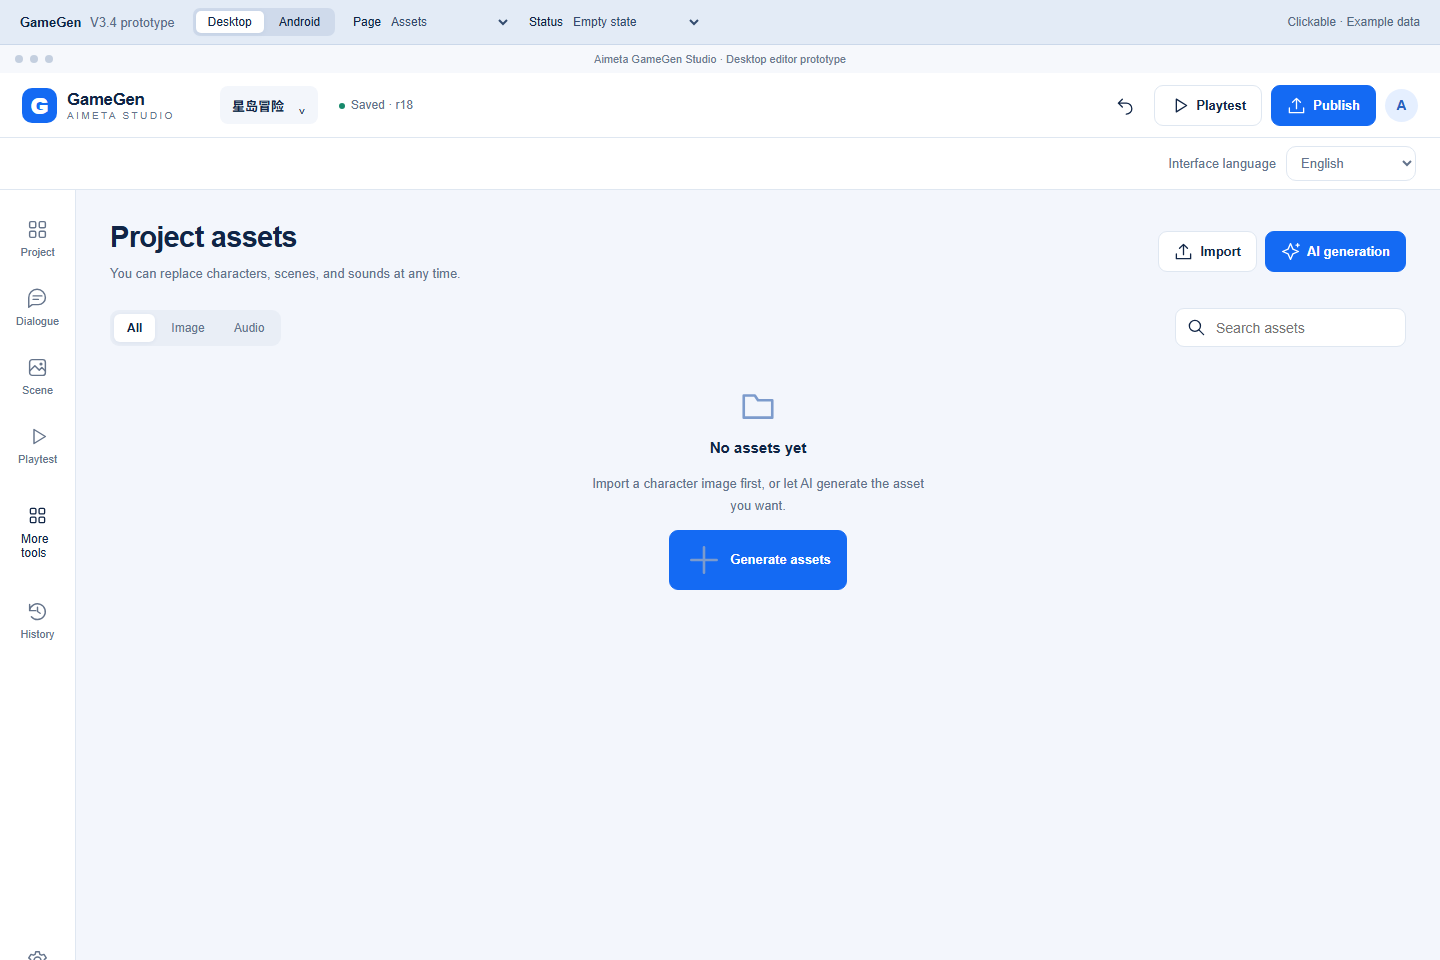 GameGen V3.4 prototype Desktop Android Page Assets Status Empty state Clickable · Example data
Aimeta GameGen Studio · Desktop editor prototype
G GameGen
AIMETA STUDIO
星岛冒险
Saved · r18
Playtest
Publish
A
Interface language English
Project
Dialogue
Scene
Playtest
More
tools
History
Project assets
You can replace characters, scenes, and sounds at any time.
Import
AI generation
All Image Audio
Search assets
No assets yet
Import a character image first, or let AI generate the asset
you want.
Generate assets